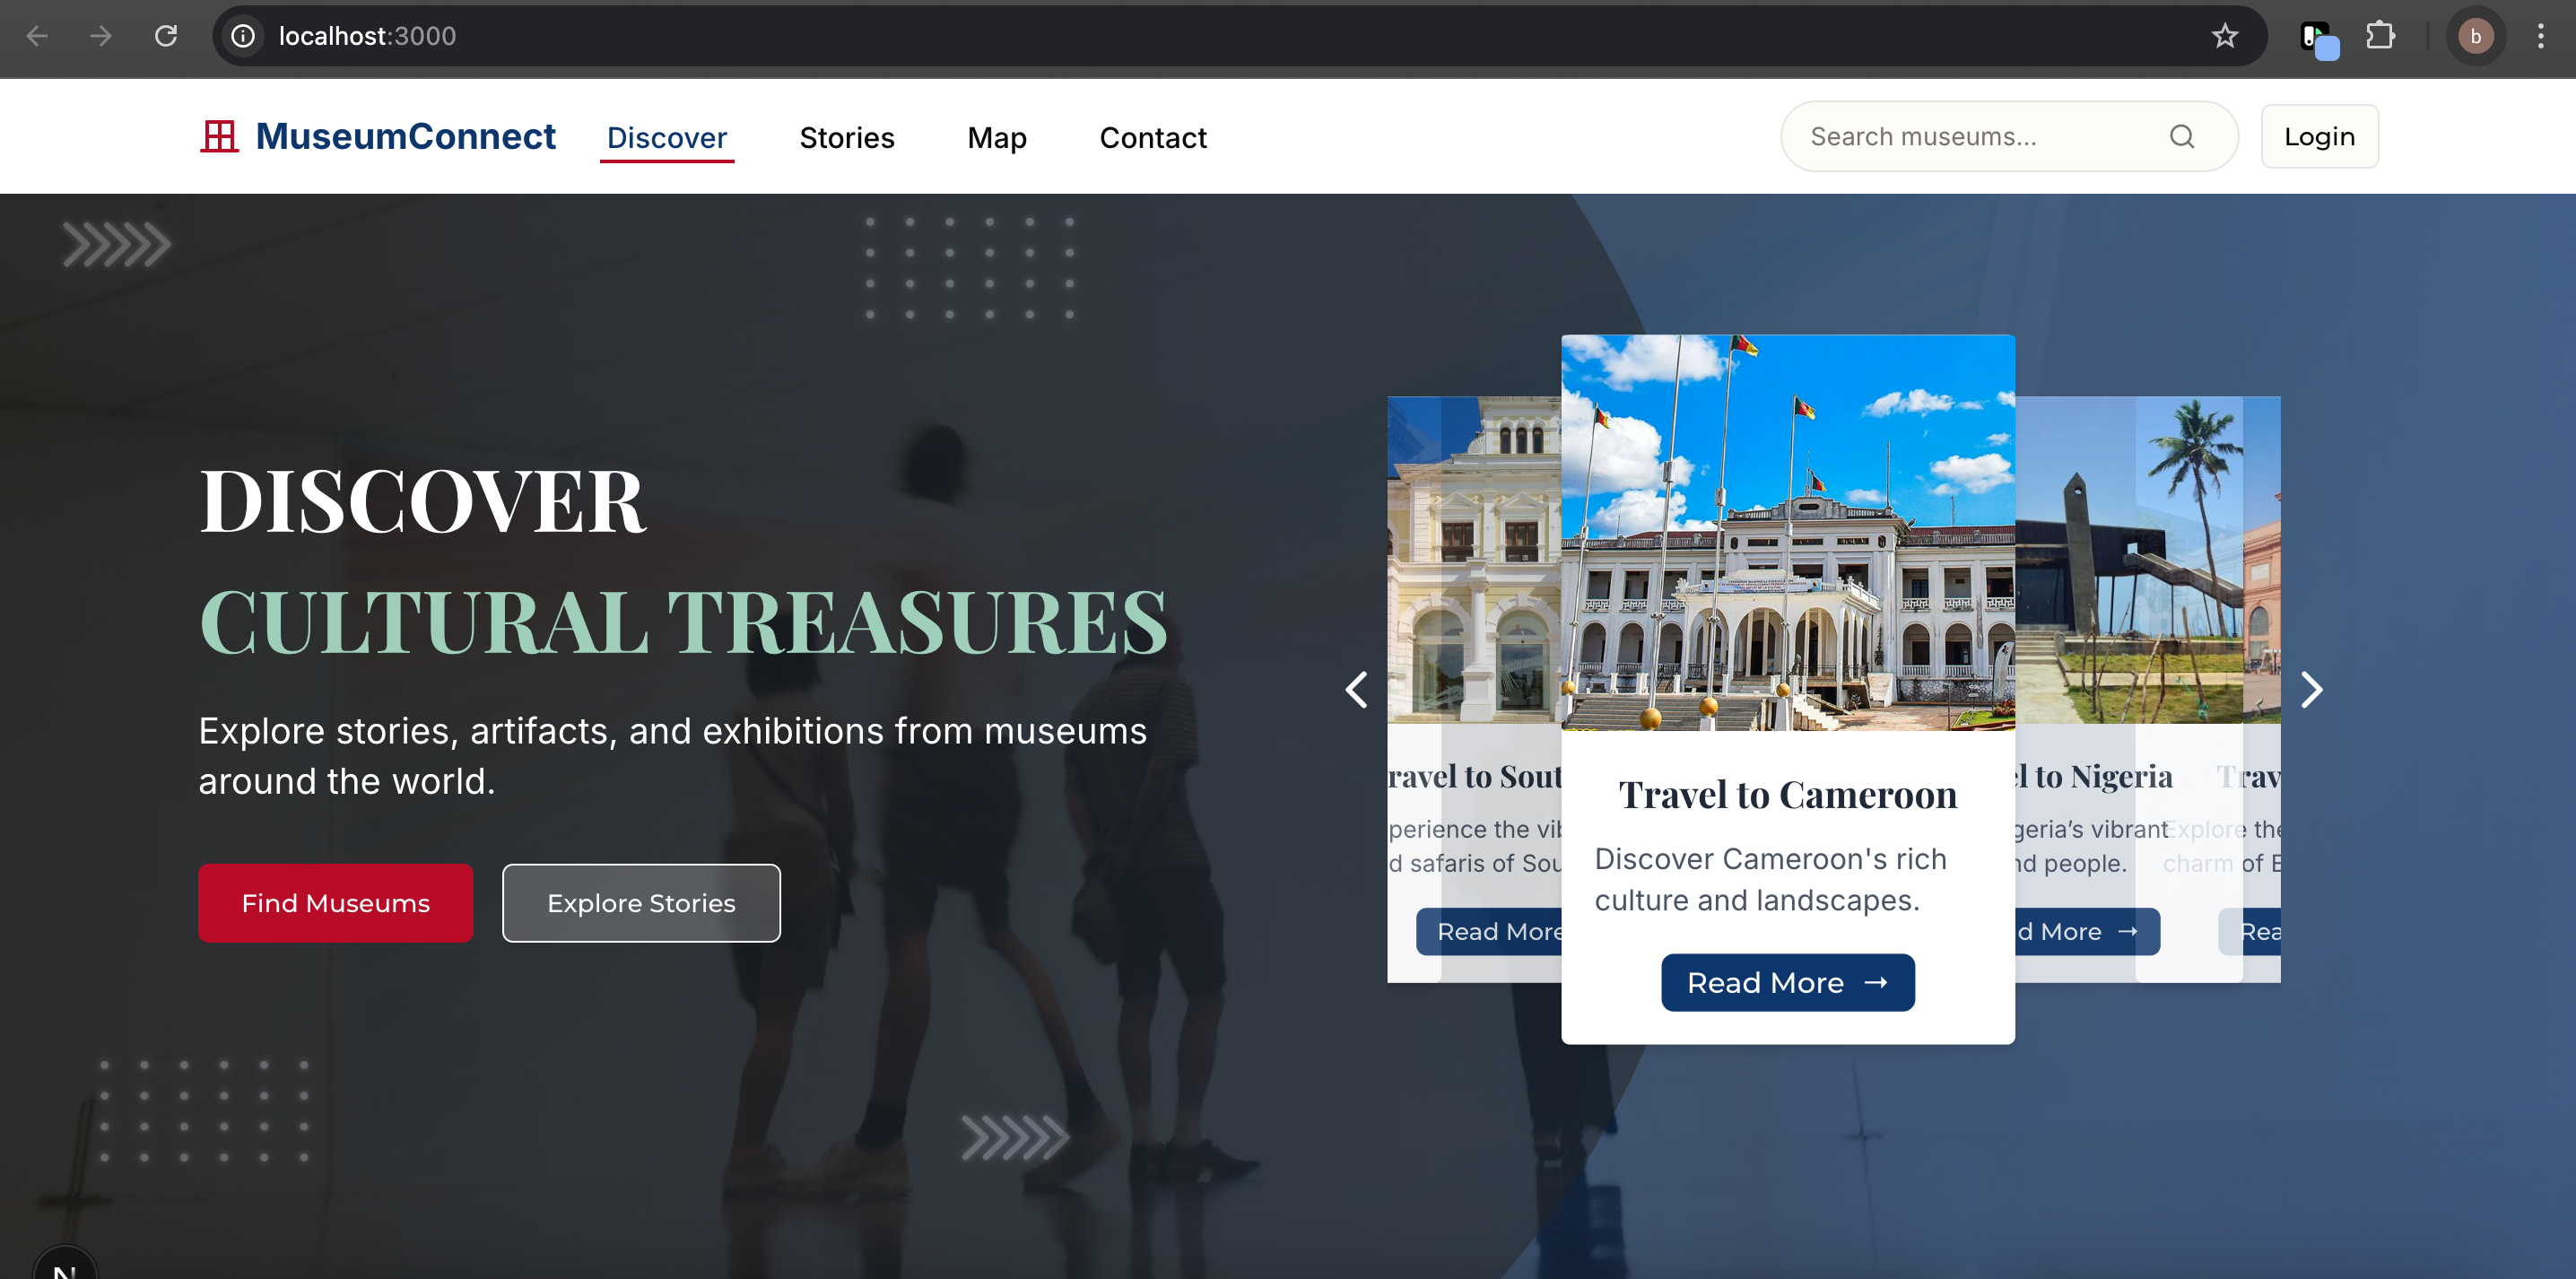 localhost:3000
MuseumConnect
Discover
Stories
Map
Contact
Search museums...
Login
b
DISCOVER
CULTURAL TREASURES
Explore stories, artifacts, and exhibitions from museums
around the world.
Find Museums
Explore Stories
ravel to Sout
perience the vib
d safaris of Sou
Read More
Travel to Cameroon
Discover Cameroon's rich
culture and landscapes.
Read More →
el to Nigeria
geria’s vibrant
nd people.
d More →
Trav
Explore the
charm of E
Rea
N